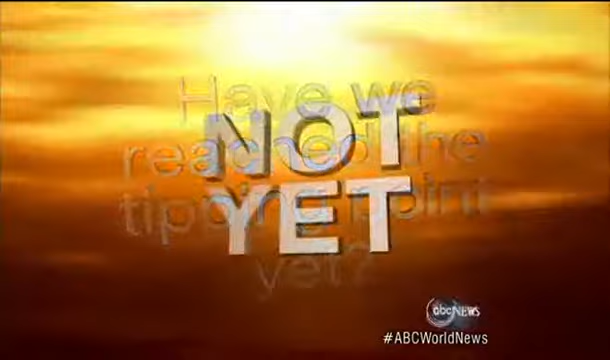 Have we
reached the
tipping point
yet?
NOT
YET
abc NEWS
#ABCWorldNews